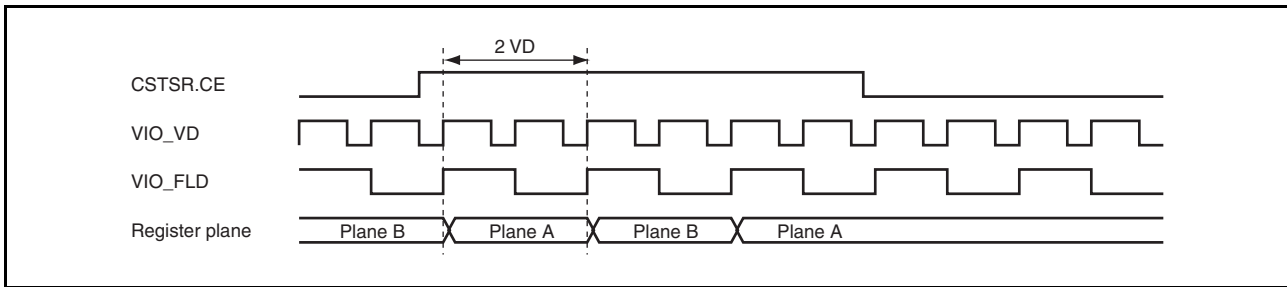 2 VD
CSTSR.CE
VIO_VD
VIO_FLD
Register plane Plane B Plane A Plane B Plane A